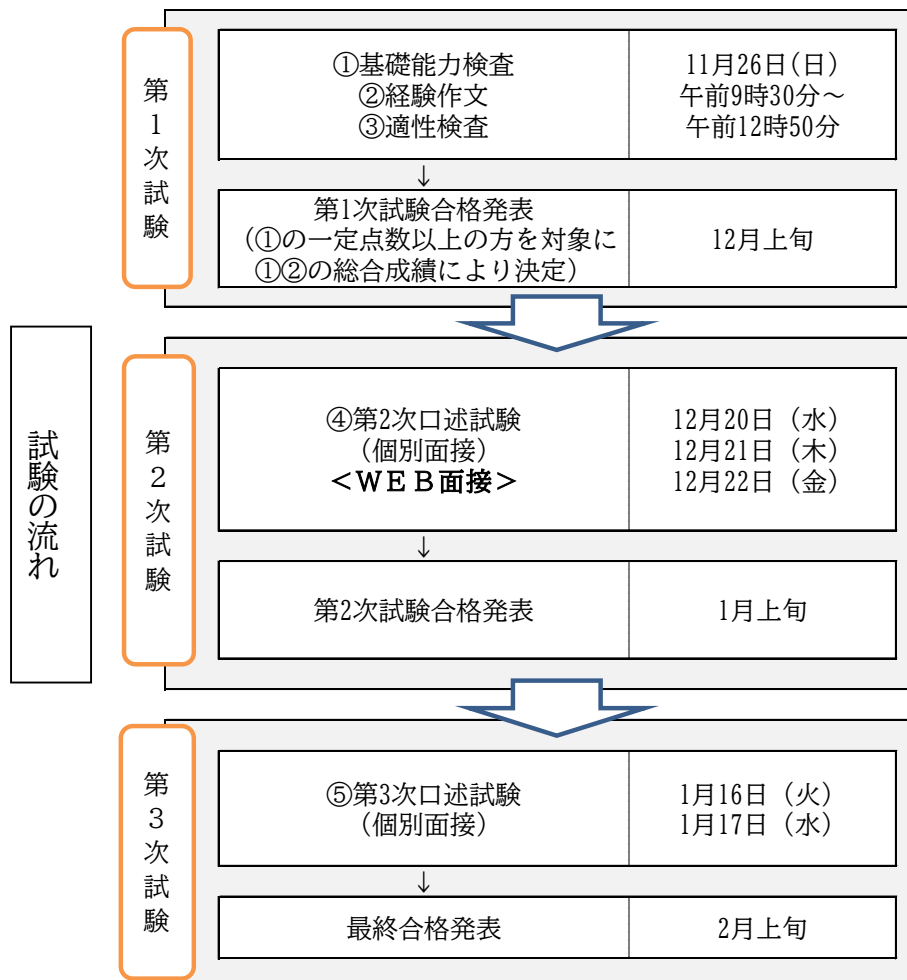 試験の流れ
第1次試験
①基礎能力検査
②経験作文
③適性検査
11月26日(日)
午前9時30分～
午前12時50分
↓
第1次試験合格発表
(①の一定点数以上の方を対象に
①②の総合成績により決定)
12月上旬
第2次試験
④第2次口述試験
(個別面接)
＜ＷＥＢ面接＞
12月20日（水）
12月21日（木）
12月22日（金）
↓
第2次試験合格発表
1月上旬
第3次試験
⑤第3次口述試験
(個別面接)
1月16日（火）
1月17日（水）
↓
最終合格発表
2月上旬